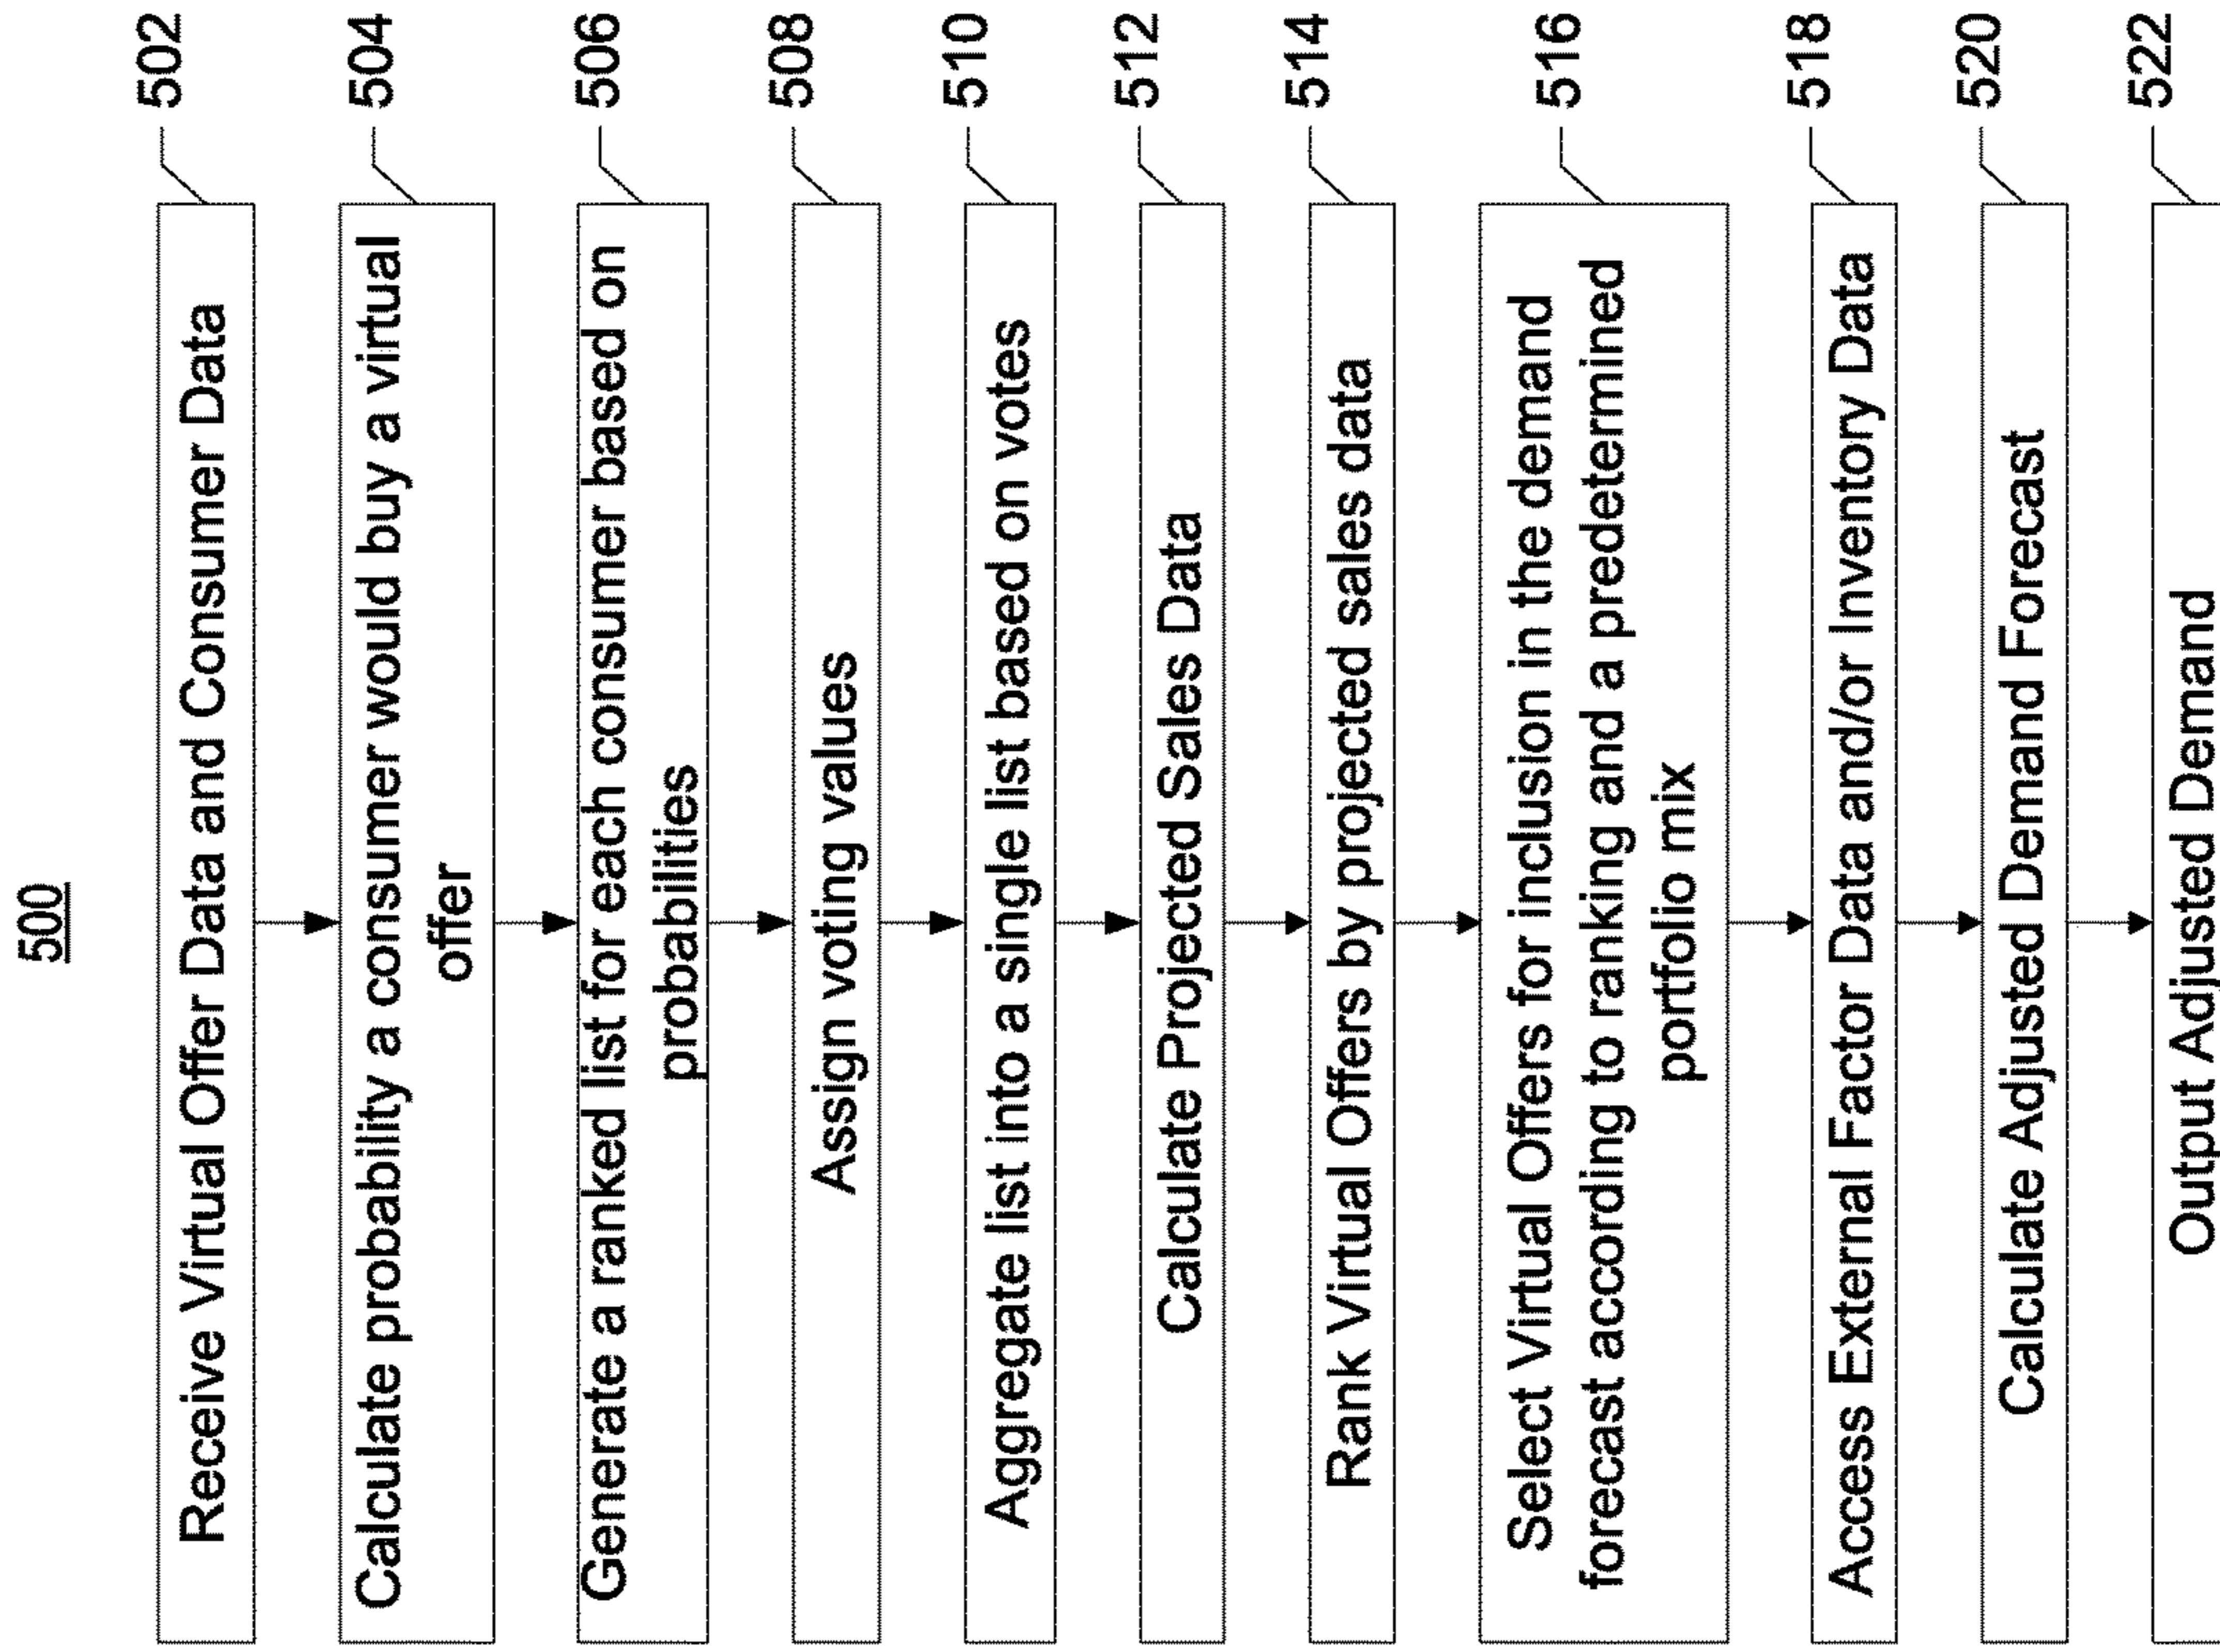 500
Receive Virtual Offer Data and Consumer Data
502
Calculate probability a consumer would buy a virtual
offer
504
Generate a ranked list for each consumer based on
probabilities
506
Assign voting values
508
Aggregate list into a single list based on votes
510
Calculate Projected Sales Data
512
Rank Virtual Offers by projected sales data
514
Select Virtual Offers for inclusion in the demand
forecast according to ranking and a predetermined
portfolio mix
516
Access External Factor Data and/or Inventory Data
518
Calculate Adjusted Demand Forecast
520
Output Adjusted Demand
522